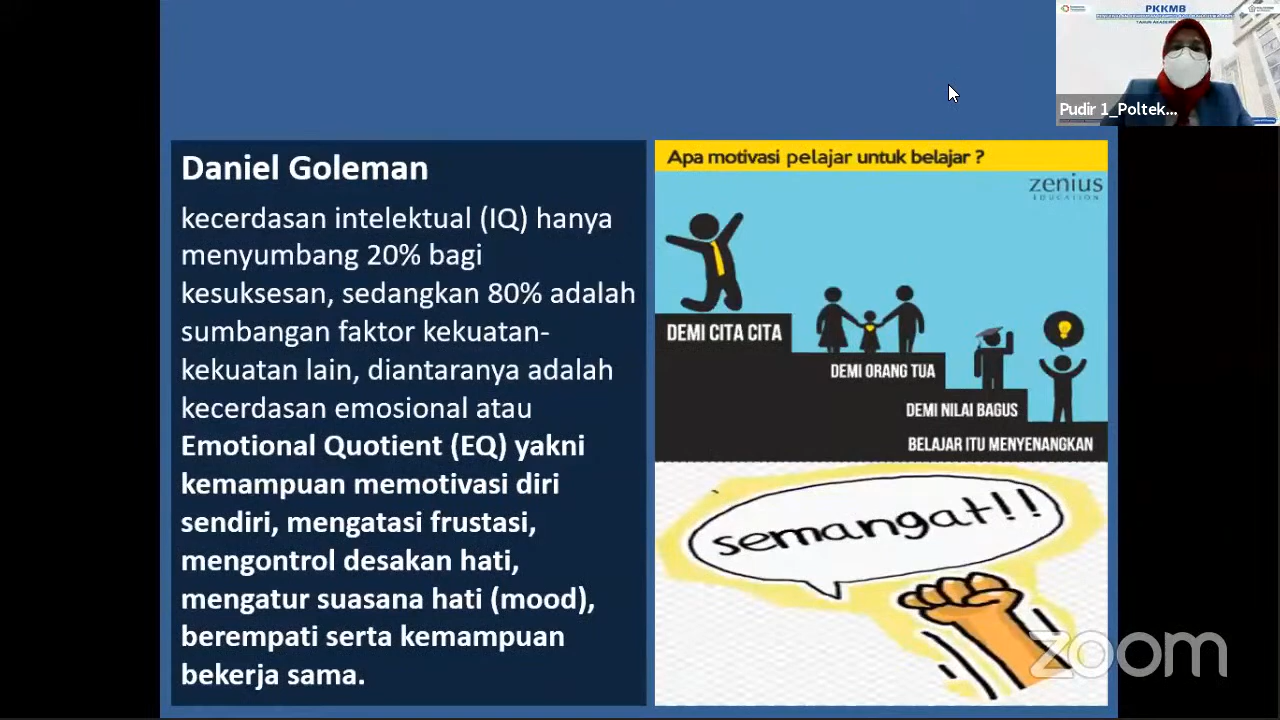 PKKMB
Pudir 1_Poltek...
Daniel Goleman
kecerdasan intelektual (IQ) hanya
menyumbang 20% bagi
kesuksesan, sedangkan 80% adalah
sumbangan faktor kekuatan-
kekuatan lain, diantaranya adalah
kecerdasan emosional atau
Emotional Quotient (EQ) yakni
kemampuan memotivasi diri
sendiri, mengatasi frustasi,
mengontrol desakan hati,
mengatur suasana hati (mood),
berempati serta kemampuan
bekerja sama.
Apa motivasi pelajar untuk belajar ?
zenius
EDUCATION
DEMI CITA CITA
DEMI ORANG TUA
DEMI NILAI BAGUS
BELAJAR ITU MENYENANGKAN
semangat!!
zoom